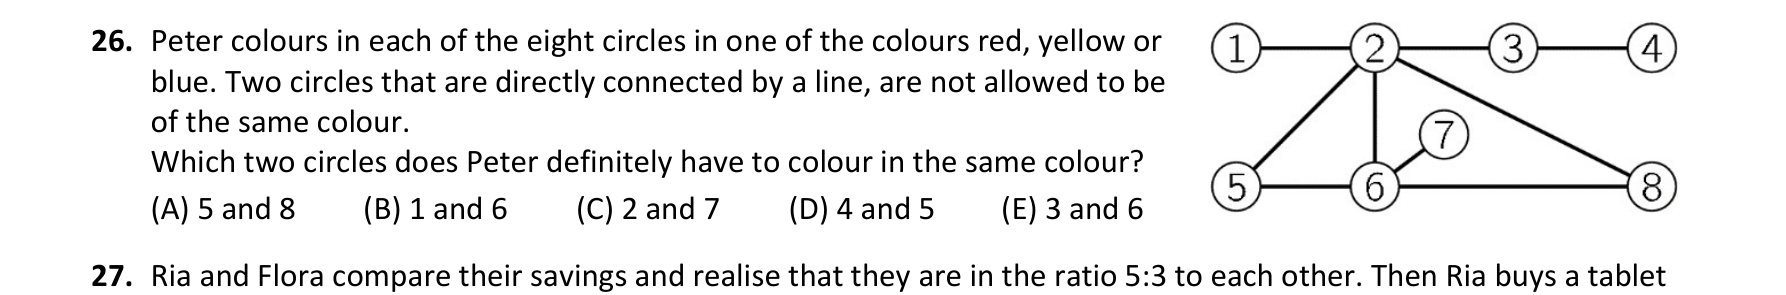 26. Peter colours in each of the eight circles in one of the colours red, yellow or
blue. Two circles that are directly connected by a line, are not allowed to be
of the same colour.
Which two circles does Peter definitely have to colour in the same colour?
(A) 5 and 8 (B) 1 and 6 (C) 2 and 7 (D) 4 and 5 (E) 3 and 6
1 2 3 4
7
5 6 8
27. Ria and Flora compare their savings and realise that they are in the ratio 5:3 to each other. Then Ria buys a tablet